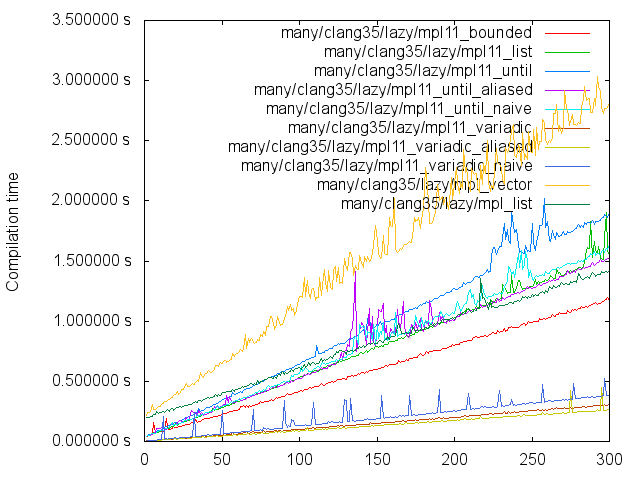 3.500000 s
3.000000 s
2.500000 s
2.000000 s
1.500000 s
1.000000 s
0.500000 s
0.000000 s
Compilation time
many/clang35/lazy/mpl11_bounded
many/clang35/lazy/mpl11_list
many/clang35/lazy/mpl11_until
many/clang35/lazy/mpl11_until_aliased
many/clang35/lazy/mpl11_until_naive
many/clang35/lazy/mpl11_variadic
many/clang35/lazy/mpl11_variadic_aliased
many/clang35/lazy/mpl11_variadic_naive
many/clang35/lazy/mpl_vector
many/clang35/lazy/mpl_list
0 50 100 150 200 250 300